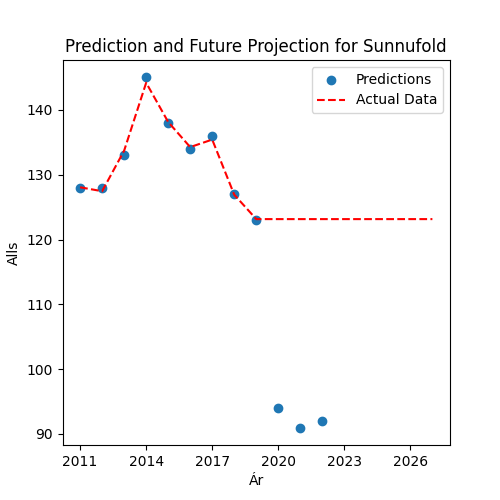 Prediction and Future Projection for Sunnufold
Predictions
Actual Data
140
130
120
110
100
90
Alls
2011 2014 2017 2020 2023 2026
Ár